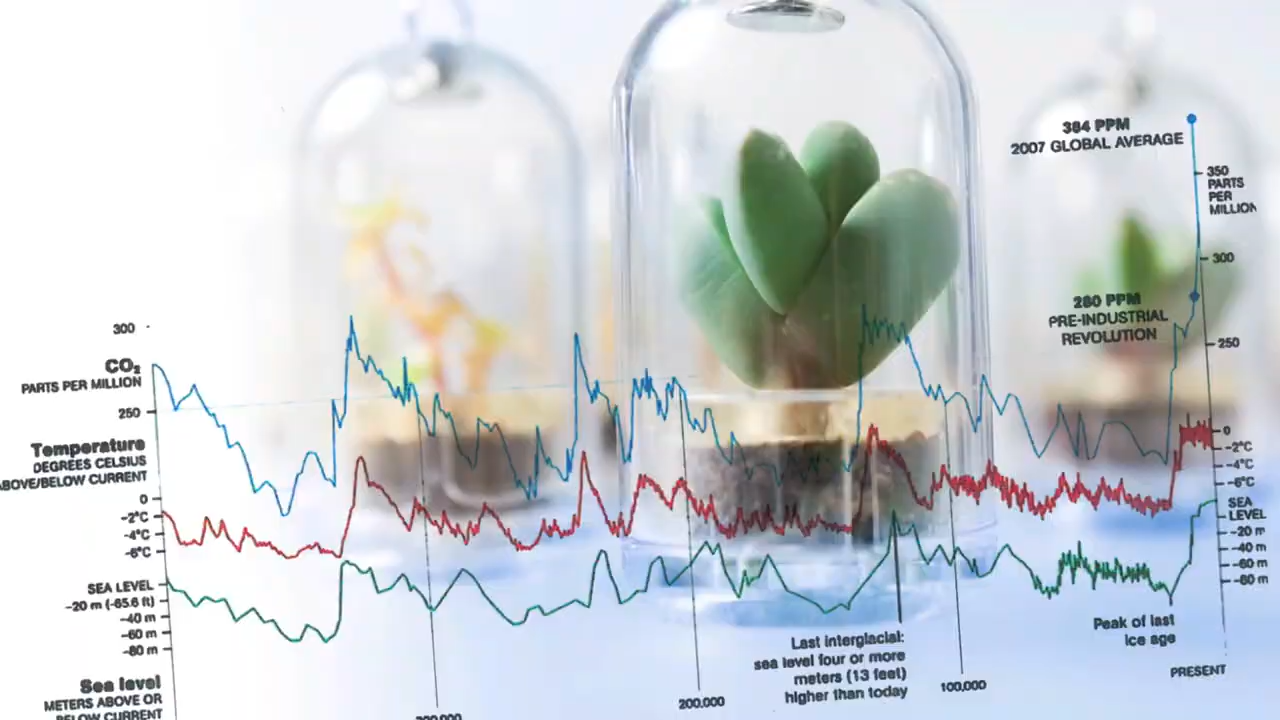 300
CO₂
PARTS PER MILLION
250
Temperature
DEGREES CELSIUS
ABOVE/BELOW CURRENT
0
-2°C
-4°C
-6°C
SEA LEVEL
-20 m (-65.6 ft)
-40 m
-60 m
-80 m
Sea level
METERS ABOVE OR
BELOW CURRENT
300,000
200,000
Last interglacial:
sea level four or more
meters (13 feet)
higher than today
100,000
384 PPM
2007 GLOBAL AVERAGE
350
PARTS
PER
MILLION
300
280 PPM
PRE-INDUSTRIAL
REVOLUTION
250
0
-2°C
-4°C
-6°C
SEA
LEVEL
-20 m
-40 m
-60 m
-80 m
Peak of last
ice age
PRESENT